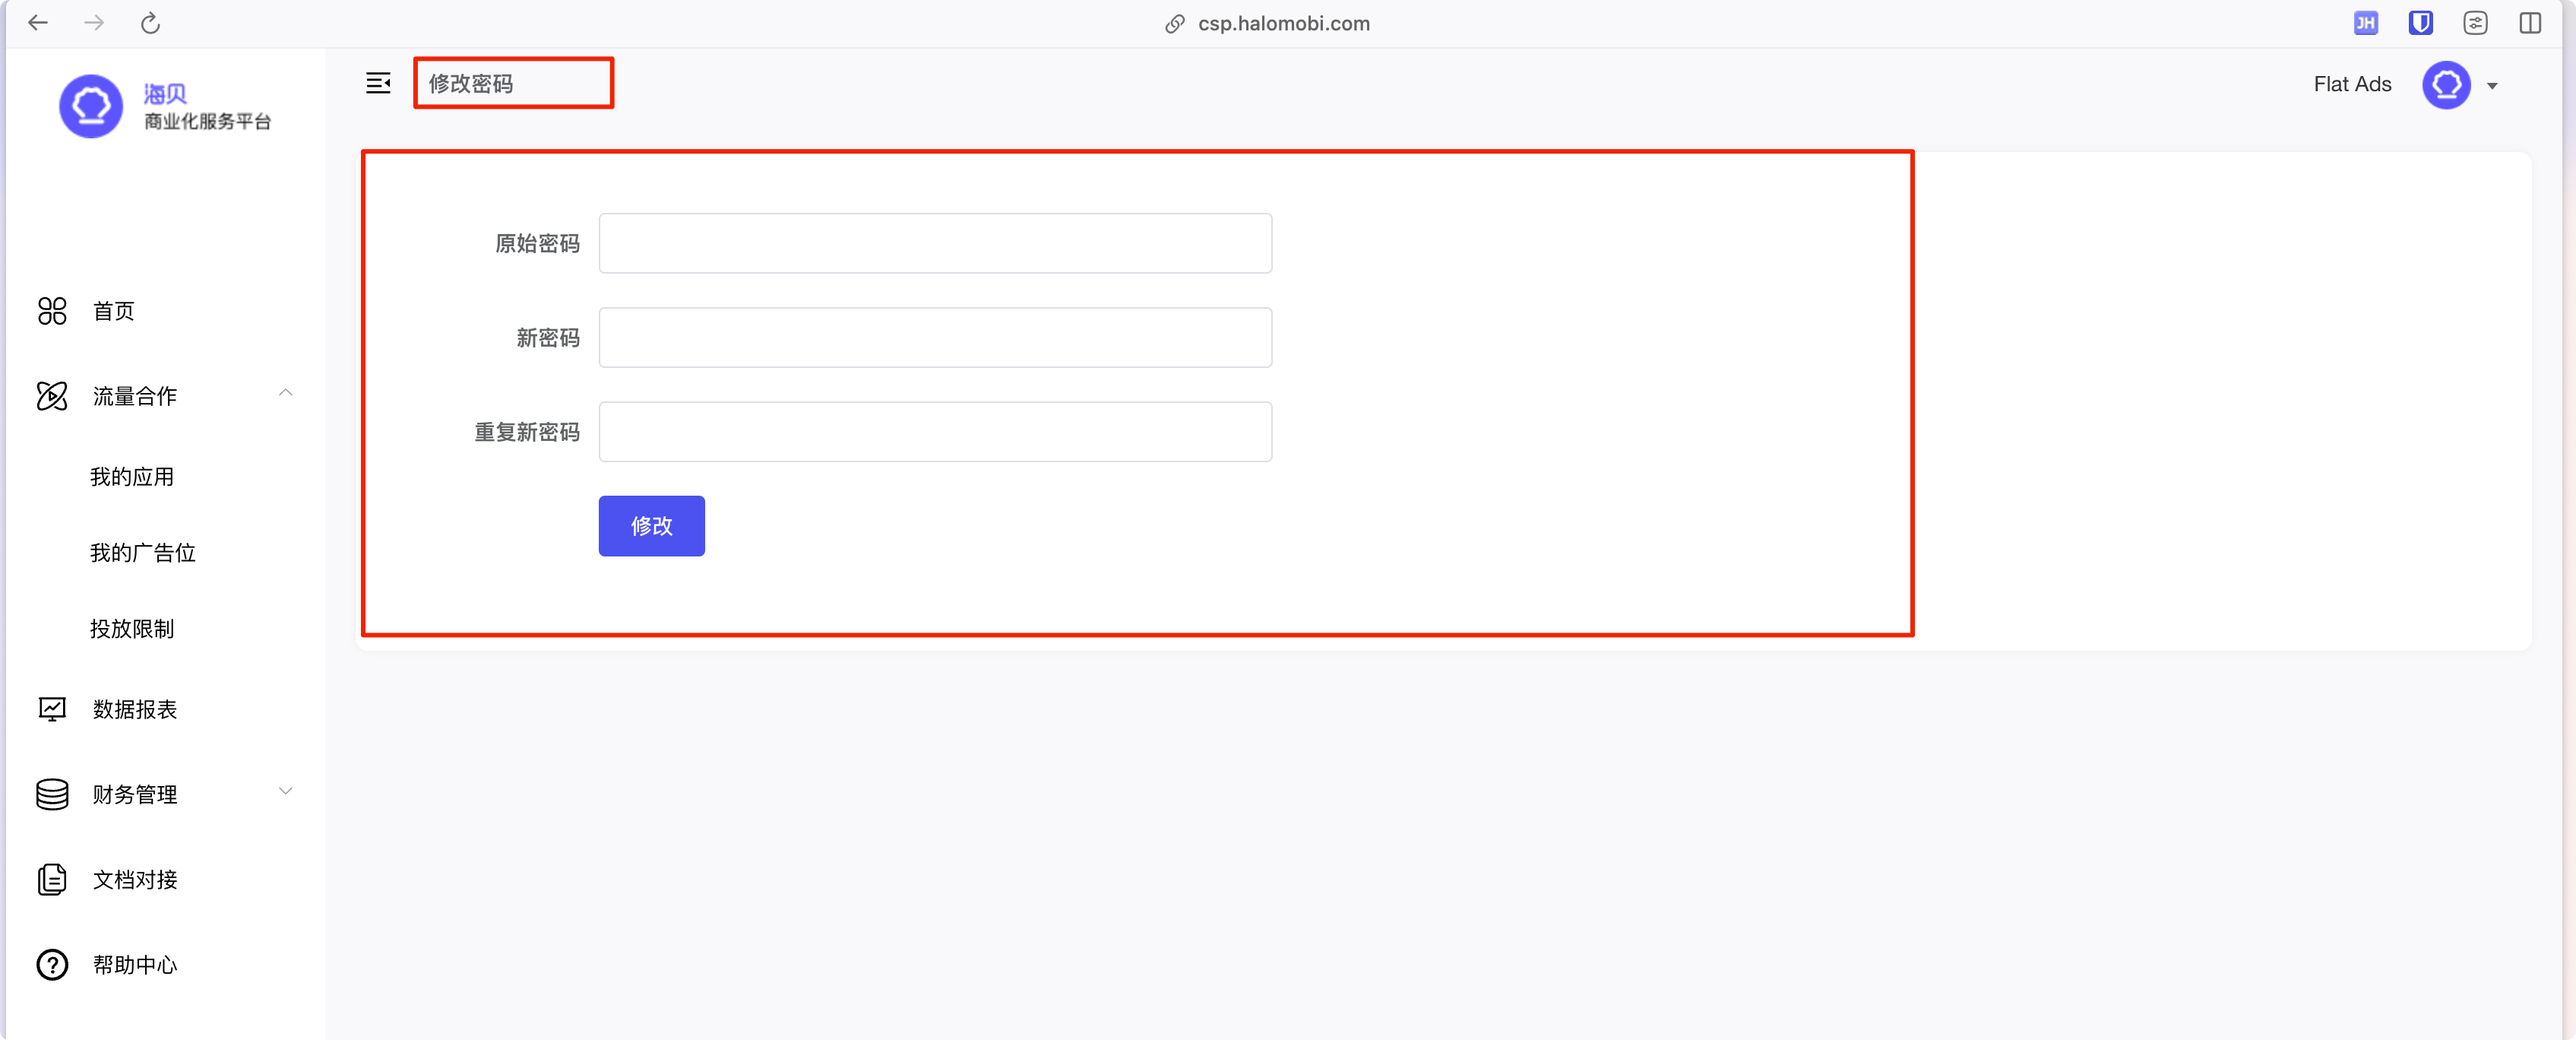 csp.halomobi.com
JH
海贝
商业化服务平台
修改密码
Flat Ads
首页
流量合作
我的应用
我的广告位
投放限制
数据报表
财务管理
文档对接
帮助中心
原始密码
新密码
重复新密码
修改